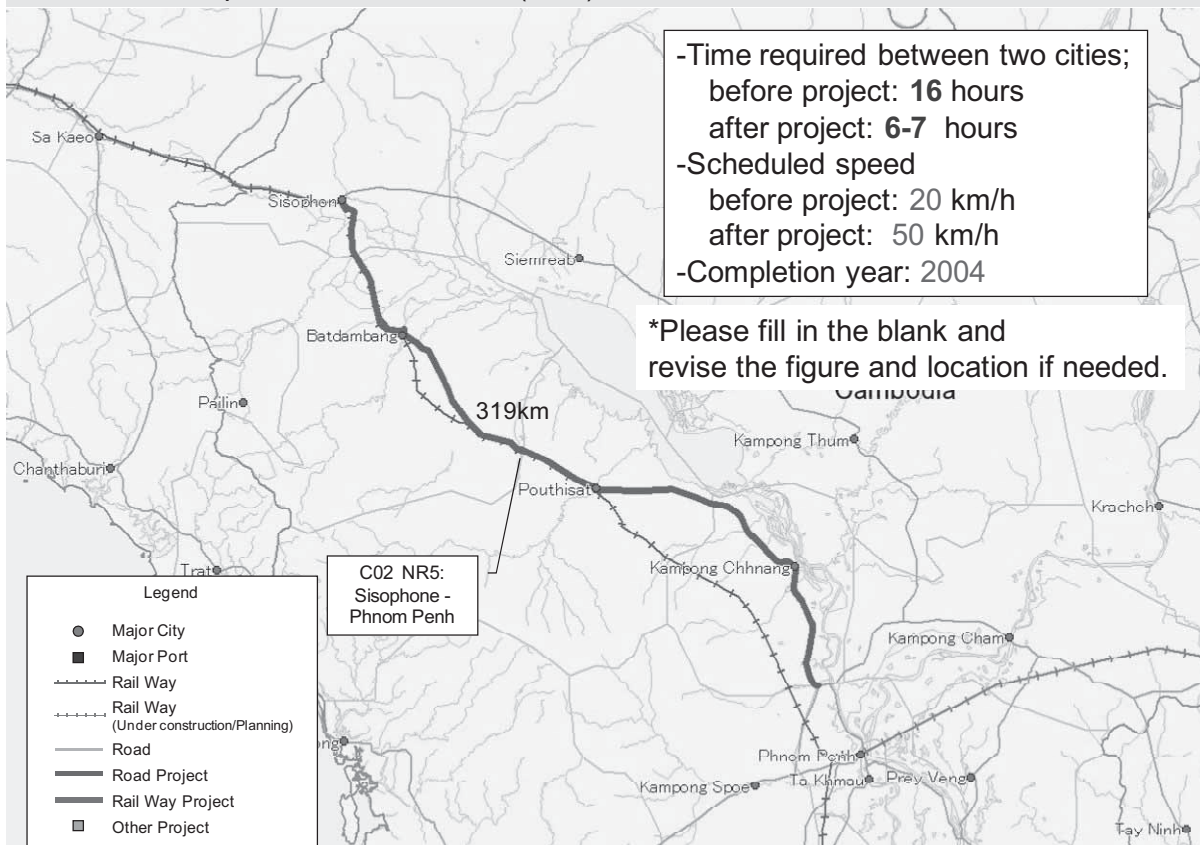 -Time required between two cities;
before project: 16 hours
after project: 6-7 hours
-Scheduled speed
before project: 20 km/h
after project: 50 km/h
-Completion year: 2004
*Please fill in the blank and
revise the figure and location if needed.
Cambodia
Sa Kaeo
Sisophon
Siemreab
Batdambang
Pailin
319km
Kampong Thum
Chanthaburi
Pouthisat
Kracheh
Trat
Kampong Chhnang
C02 NR5:
Sisophone -
Phnom Penh
Kampong Cham
Phnom Penh
Kampong Spoe
Ta Khmau
Prey Veng
Tay Ninh
Legend
Major City
Major Port
Rail Way
Rail Way
(Under construction/Planning)
Road
Road Project
Rail Way Project
Other Project